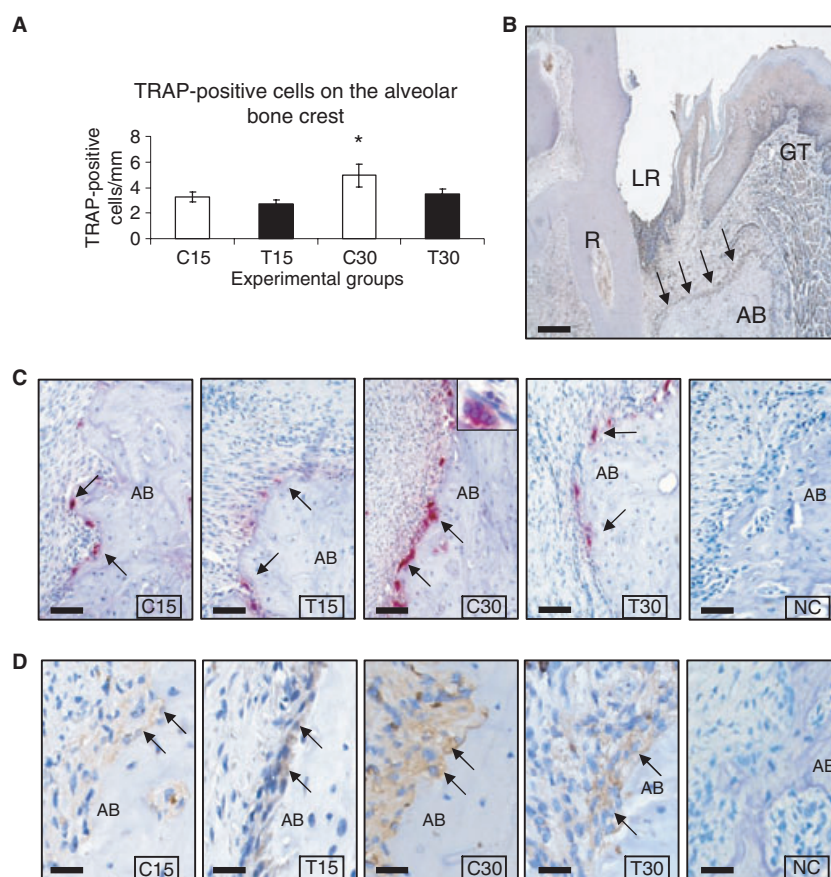 A
TRAP-positive cells on the alveolar
bone crest
TRAP-positive
cells/mm
8
6
4
2
0
*
C15
T15
C30
T30
Experimental groups
B
LR
GT
R
AB
C
AB
C15
AB
T15
AB
C30
AB
T30
AB
NC
D
AB
C15
AB
T15
AB
C30
AB
T30
AB
NC